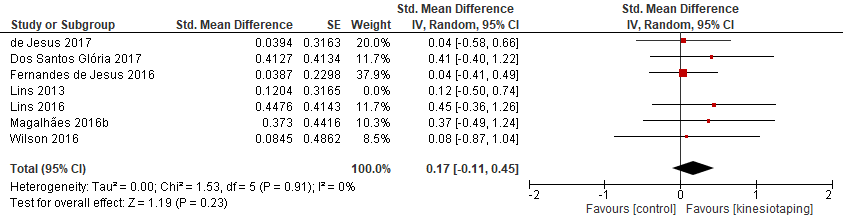 Std. Mean Difference Std. Mean Difference
Study or Subgroup Std. Mean Difference SE Weight IV, Random, 95% CI IV, Random, 95% CI
de Jesus 2017 0.0394 0.3163 20.0% 0.04 [-0.58, 0.66]
Dos Santos Glória 2017 0.4127 0.4134 11.7% 0.41 [-0.40, 1.22]
Fernandes de Jesus 2016 0.0387 0.2298 37.9% 0.04 [-0.41, 0.49]
Lins 2013 0.1204 0.3165 0.0% 0.12 [-0.50, 0.74]
Lins 2016 0.4476 0.4143 11.7% 0.45 [-0.36, 1.26]
Magalhães 2016b 0.373 0.4416 10.3% 0.37 [-0.49, 1.24]
Wilson 2016 0.0845 0.4862 8.5% 0.08 [-0.87, 1.04]
Total (95% CI) 100.0% 0.17 [-0.11, 0.45]
Heterogeneity: Tau² = 0.00; Chi² = 1.53, df = 5 (P = 0.91); I² = 0%
Test for overall effect: Z = 1.19 (P = 0.23)
-2 -1 0 1 2
Favours [control] Favours [kinesiotaping]